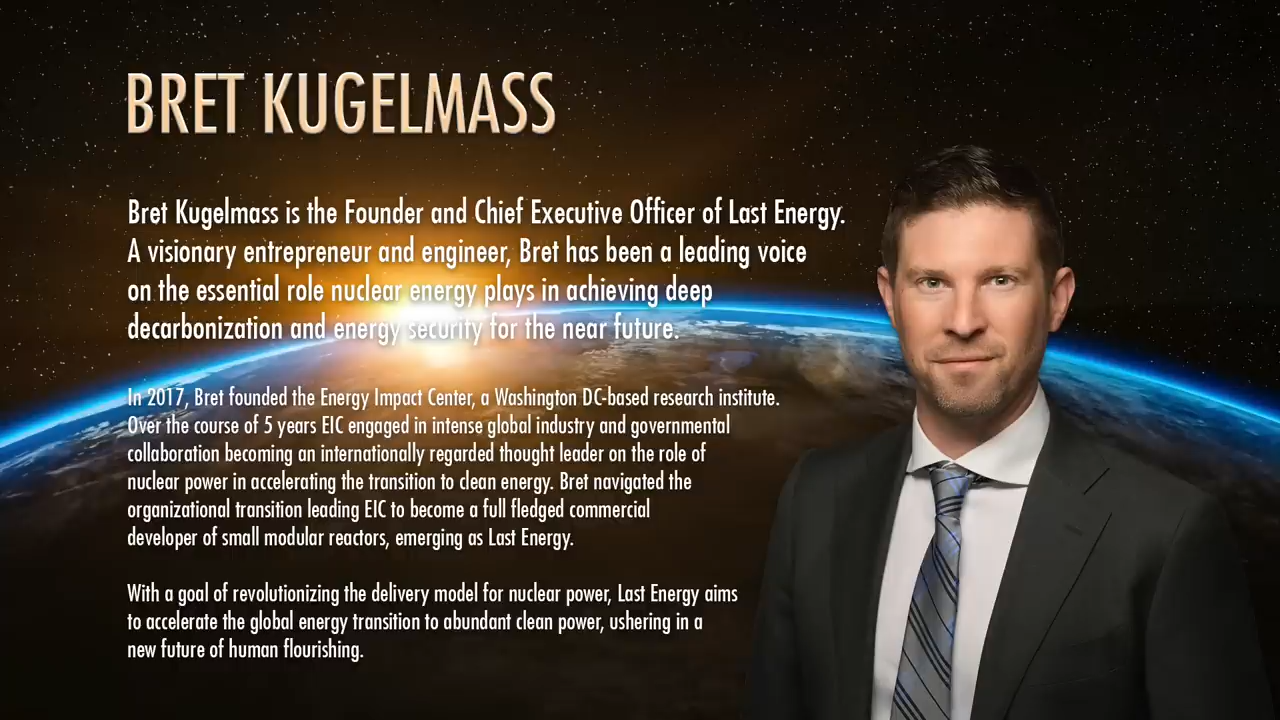 BRET KUGELMASS
Bret Kugelmass is the Founder and Chief Executive Officer of Last Energy.
A visionary entrepreneur and engineer, Bret has been a leading voice
on the essential role nuclear energy plays in achieving deep
decarbonization and energy security for the near future.
In 2017, Bret founded the Energy Impact Center, a Washington DC-based research institute.
Over the course of 5 years EIC engaged in intense global industry and governmental
collaboration becoming an internationally regarded thought leader on the role of
nuclear power in accelerating the transition to clean energy. Bret navigated the
organizational transition leading EIC to become a full fledged commercial
developer of small modular reactors, emerging as Last Energy.
With a goal of revolutionizing the delivery model for nuclear power, Last Energy aims
to accelerate the global energy transition to abundant clean power, ushering in a
new future of human flourishing.